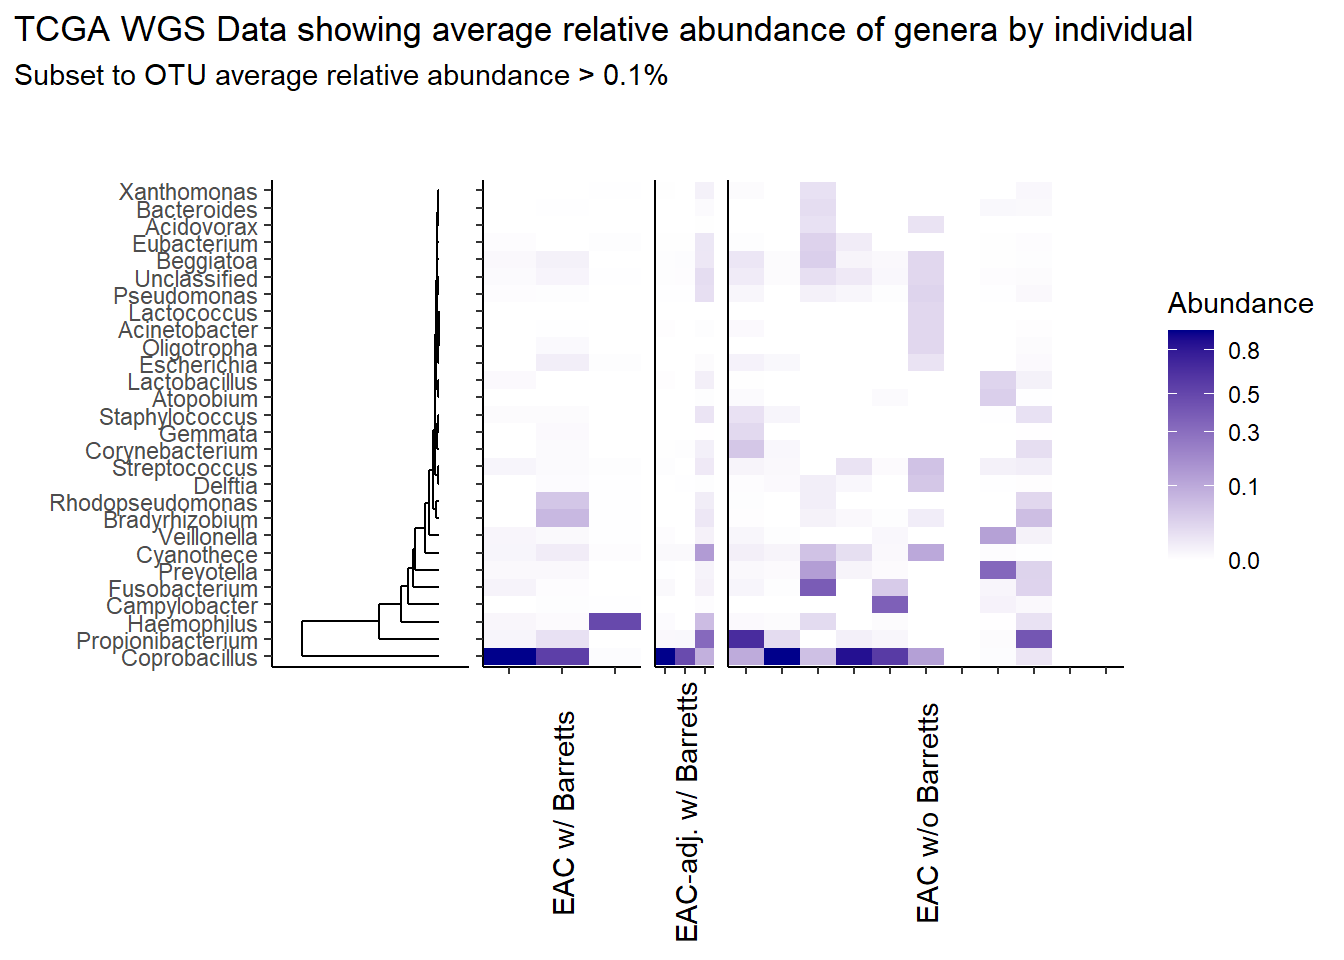 TCGA WGS Data showing average relative abundance of genera by individual
Subset to OTU average relative abundance > 0.1%
Xanthomonas
Bacteroides
Acidovorax
Eubacterium
Beggiatoa
Unclassified
Pseudomonas
Lactococcus
Acinetobacter
Oligotropha
Escherichia
Lactobacillus
Atopobium
Staphylococcus
Gemmata
Corynebacterium
Streptococcus
Delftia
Rhodopseudomonas
Bradyrhizobium
Veillonella
Cyanothece
Prevotella
Fusobacterium
Campylobacter
Haemophilus
Propionibacterium
Coprobacillus
EAC w/ Barretts
EAC-adj. w/ Barretts
EAC w/o Barretts
Abundance
0.8
0.5
0.3
0.1
0.0